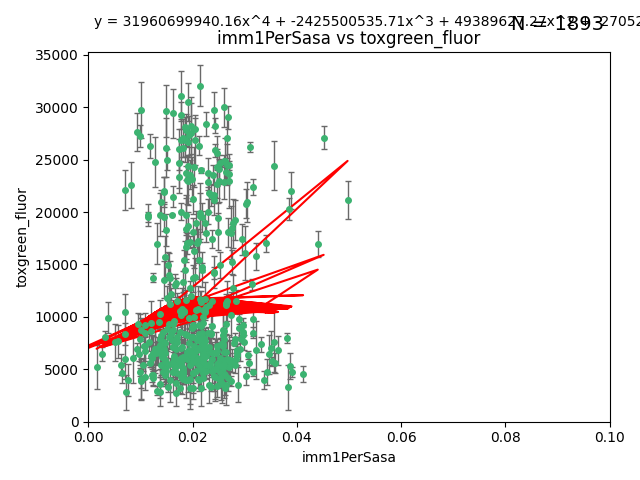 y = 31960699940.16x^4 + -2425500535.71x^3 +
N = 1893
imm1PerSasa vs toxgreen_fluor
35000
30000
25000
20000
15000
10000
5000
0
toxgreen_fluor
0.00 0.02 0.04 0.06 0.08 0.10
imm1PerSasa